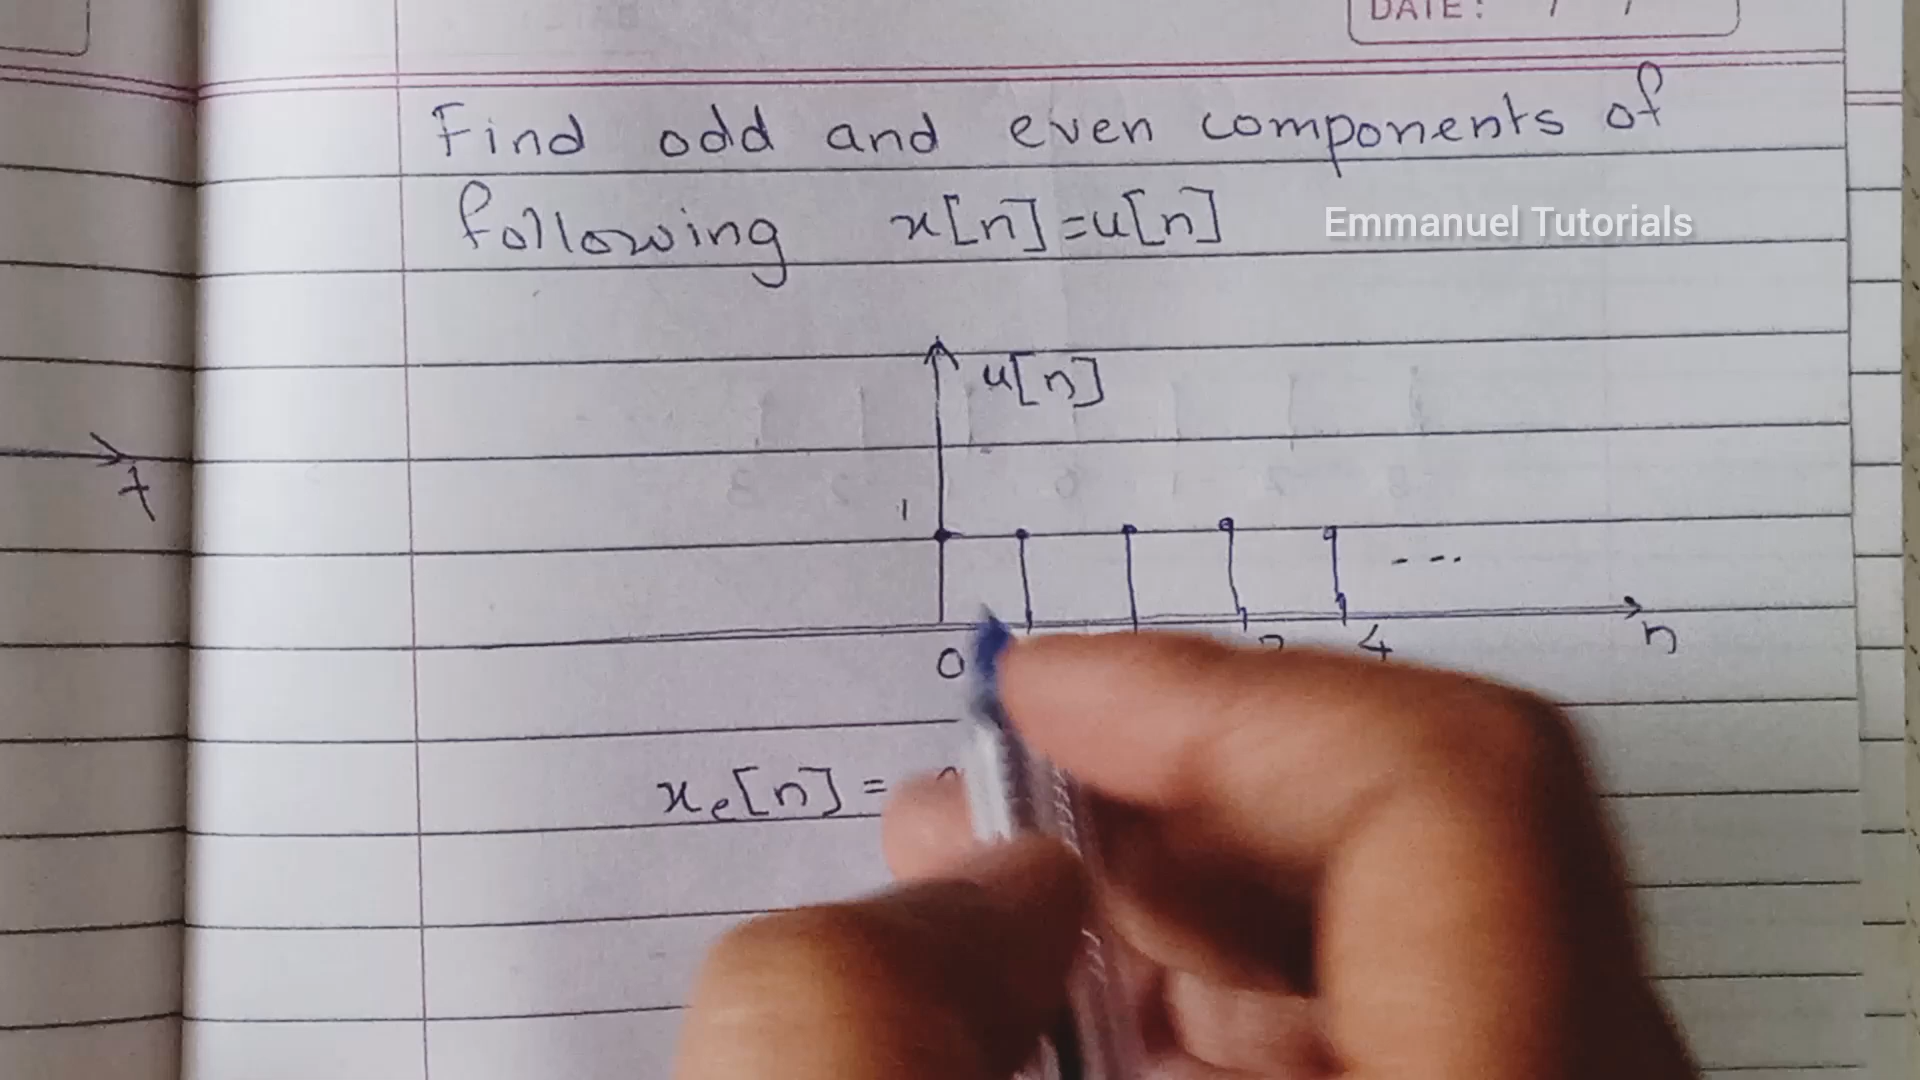 DATE: / /
Find odd and even components of
following x[n]=u[n]
Emmanuel Tutorials
u[n]
t
1
---
0 4 n
xe[n] =